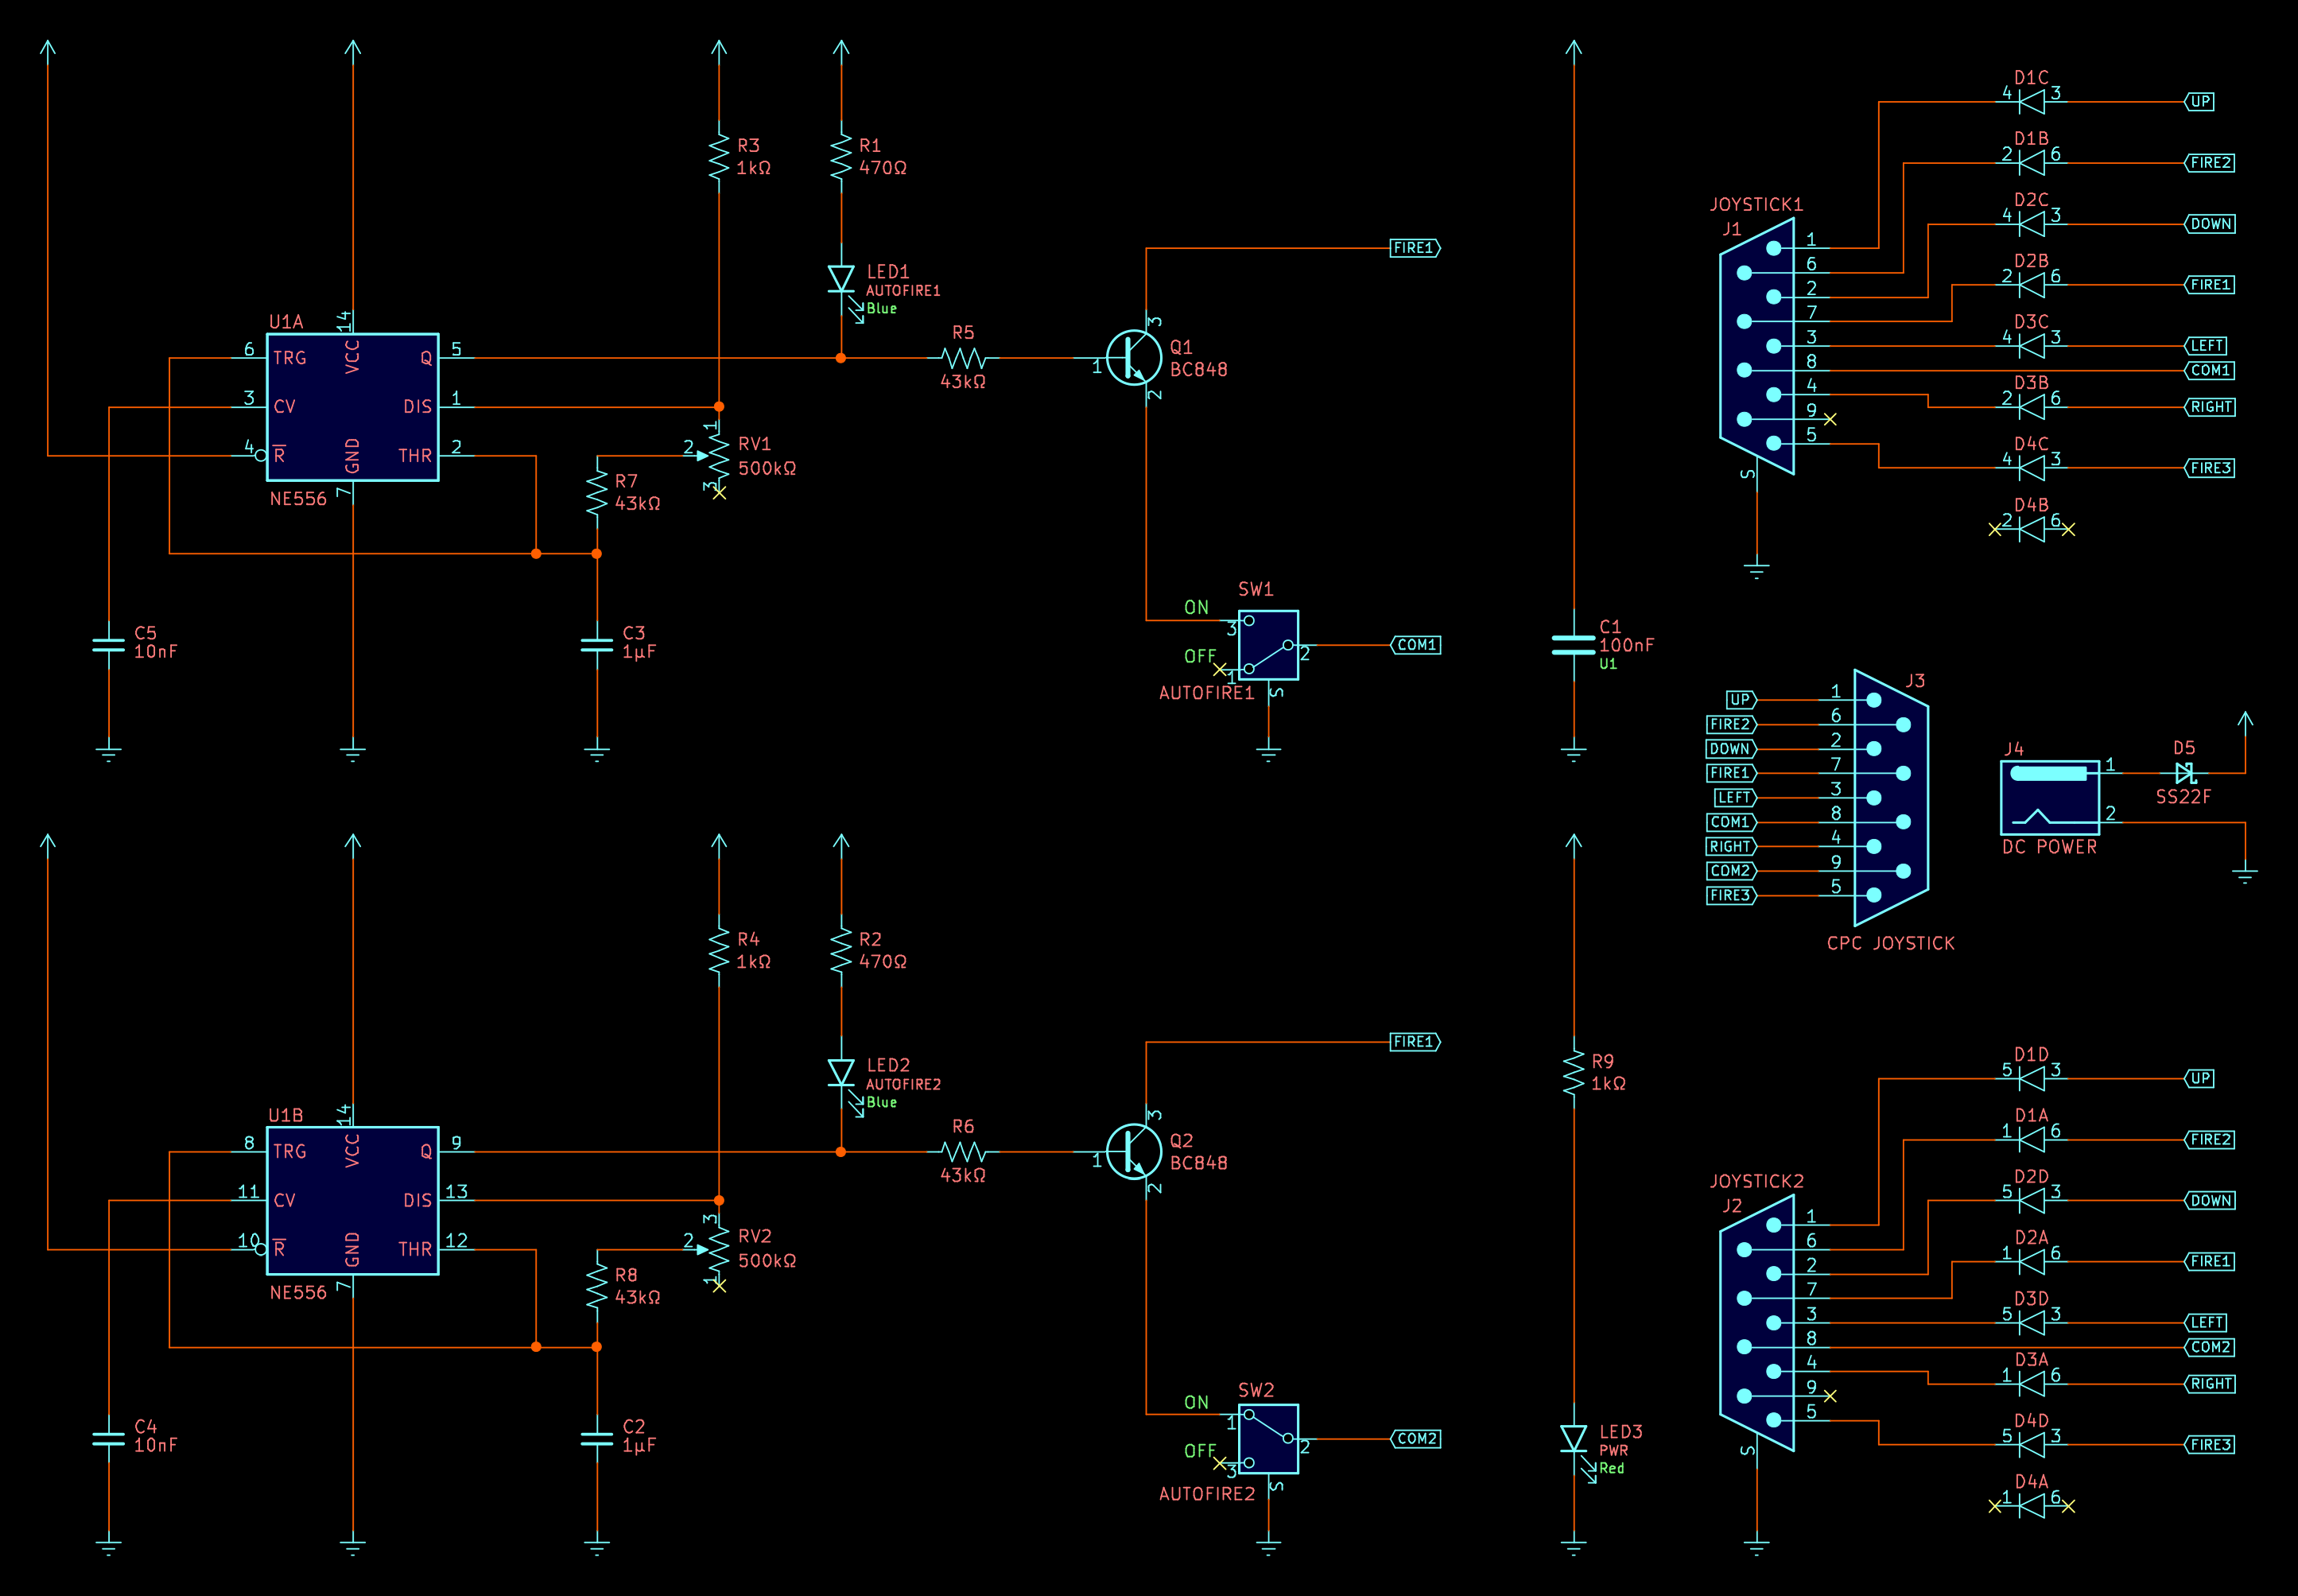 U1A
6
TRG
3
CV
4
R
14
VCC
GND
7
Q
5
DIS
1
THR
2
NE556
C5
10nF
R3
1kΩ
R1
470Ω
LED1
AUTOFIRE1
Blue
1
2
3
RV1
500kΩ
R7
43kΩ
C3
1µF
R5
43kΩ
1
3
2
Q1
BC848
FIRE1
SW1
ON
3
OFF
1
2
S
AUTOFIRE1
COM1
C1
100nF
U1
JOYSTICK1
J1
1
6
2
7
3
8
4
9
5
S
D1C
4
3
UP
D1B
2
6
FIRE2
D2C
4
3
DOWN
D2B
2
6
FIRE1
D3C
4
3
LEFT
COM1
D3B
2
6
RIGHT
D4C
4
3
FIRE3
D4B
2
6
J3
UP
1
FIRE2
6
DOWN
2
FIRE1
7
LEFT
3
COM1
8
RIGHT
4
COM2
9
FIRE3
5
CPC JOYSTICK
J4
1
2
DC POWER
D5
SS22F
U1B
8
TRG
11
CV
10
R
14
VCC
GND
7
Q
9
DIS
13
THR
12
NE556
C4
10nF
R4
1kΩ
R2
470Ω
LED2
AUTOFIRE2
Blue
3
2
1
RV2
500kΩ
R8
43kΩ
C2
1µF
R6
43kΩ
1
3
2
Q2
BC848
FIRE1
SW2
ON
1
OFF
3
2
S
AUTOFIRE2
COM2
R9
1kΩ
LED3
PWR
Red
JOYSTICK2
J2
1
6
2
7
3
8
4
9
5
S
D1D
5
3
UP
D1A
1
6
FIRE2
D2D
5
3
DOWN
D2A
1
6
FIRE1
D3D
5
3
LEFT
COM2
D3A
1
6
RIGHT
D4D
5
3
FIRE3
D4A
1
6